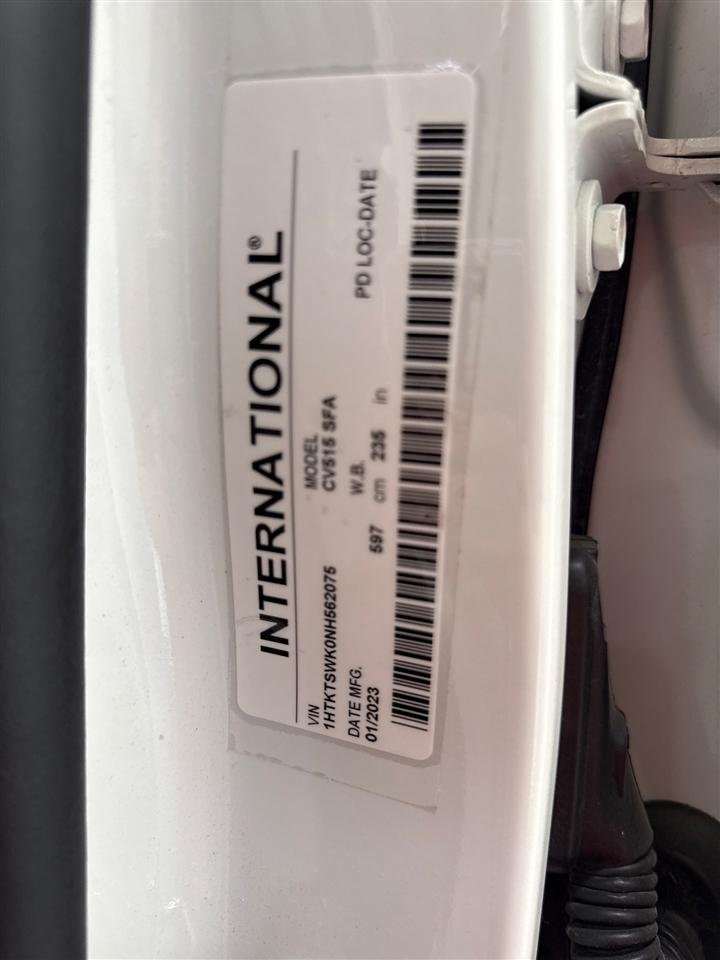 INTERNATIONAL®
VIN
1HTKTSWK0NH562075
MODEL
CV515 SFA
DATE MFG.
01/2023
W.B.
597 cm 235 in
PD LOC-DATE